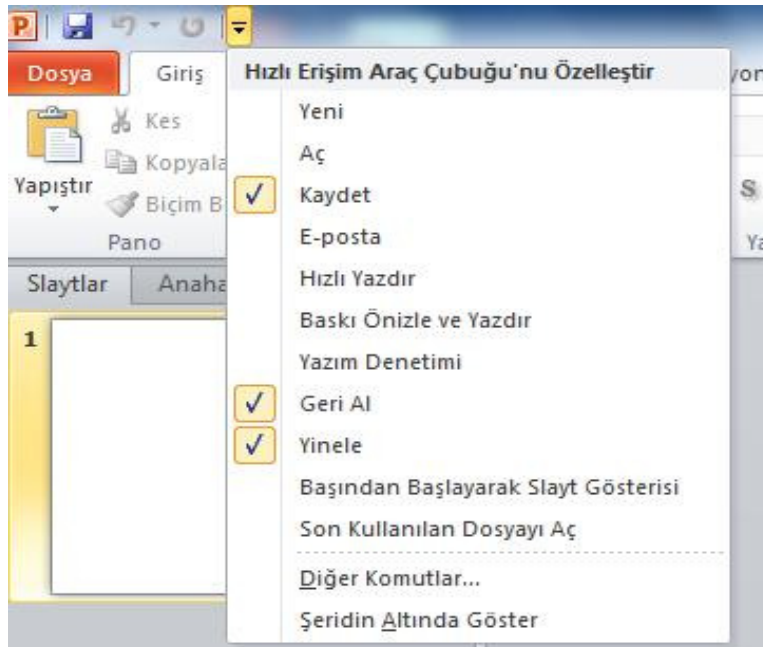 Dosya
Giriş
Hızlı Erişim Araç Çubuğu'nu Özelleştir
Yeni
Aç
Kaydet
E-posta
Hızlı Yazdır
Baskı Önizle ve Yazdır
Yazım Denetimi
Geri Al
Yinele
Başından Başlayarak Slayt Gösterisi
Son Kullanılan Dosyayı Aç
Diğer Komutlar...
Şeridin Altında Göster
Kes
Kopyala
Yapıştır
Biçim B
Pano
Slaytlar
Anaha
1